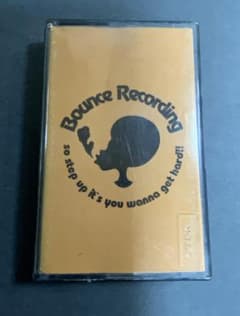 Bounce Recording
so step up it's you wanna get hard!!